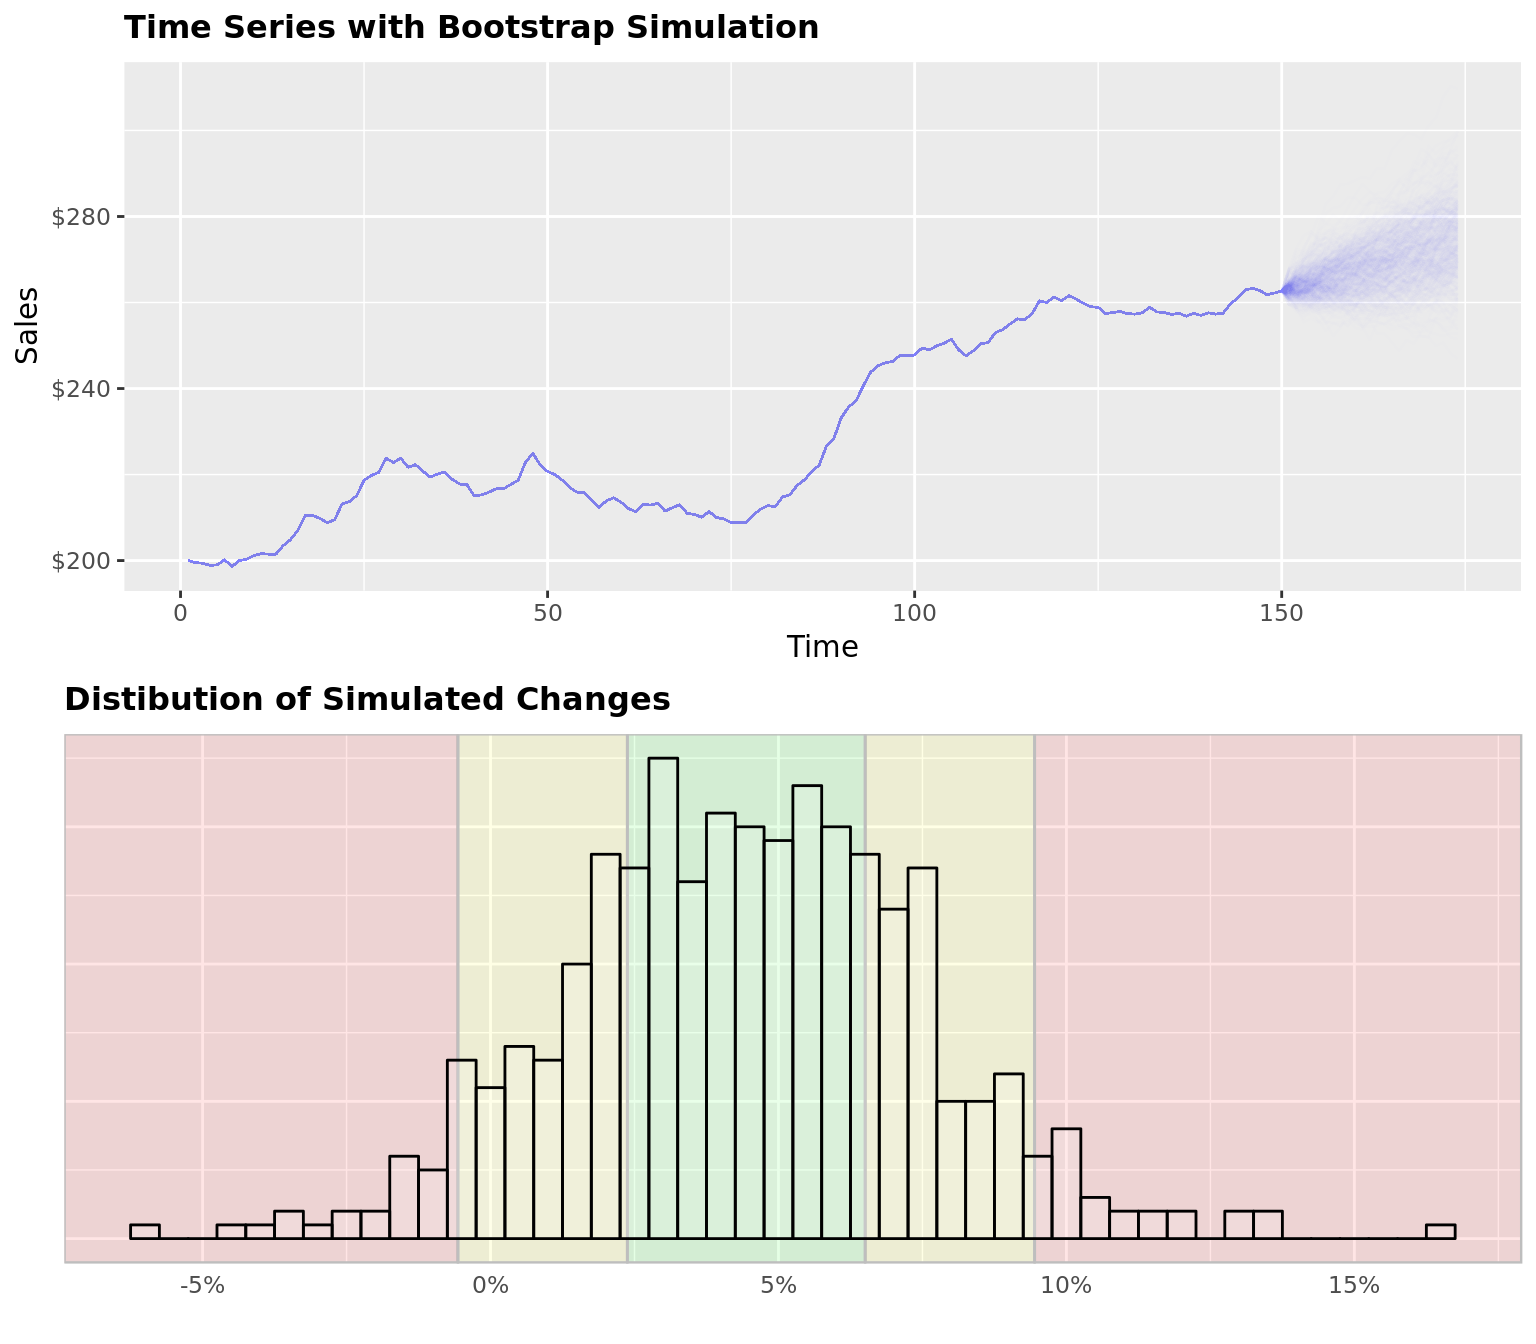 Time Series with Bootstrap Simulation
$280
$240
$200
Sales
0 50 100 150
Time
Distibution of Simulated Changes
-5% 0% 5% 10% 15%